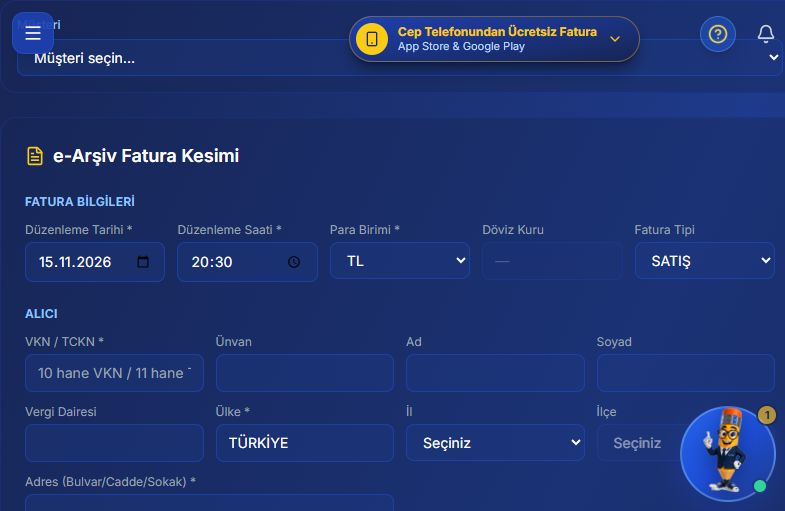 Müşteri
Cep Telefonundan Ücretsiz Fatura
App Store & Google Play
Müşteri seçin...
e-Arşiv Fatura Kesimi
FATURA BİLGİLERİ
Düzenleme Tarihi * Düzenleme Saati * Para Birimi * Döviz Kuru Fatura Tipi
15.11.2026 20:30 TL — SATIŞ
ALICI
VKN / TCKN * Ünvan Ad Soyad
10 hane VKN / 11 hane
Vergi Dairesi Ülke * İl İlçe
TÜRKİYE Seçiniz Seçiniz
1
Adres (Bulvar/Cadde/Sokak) *